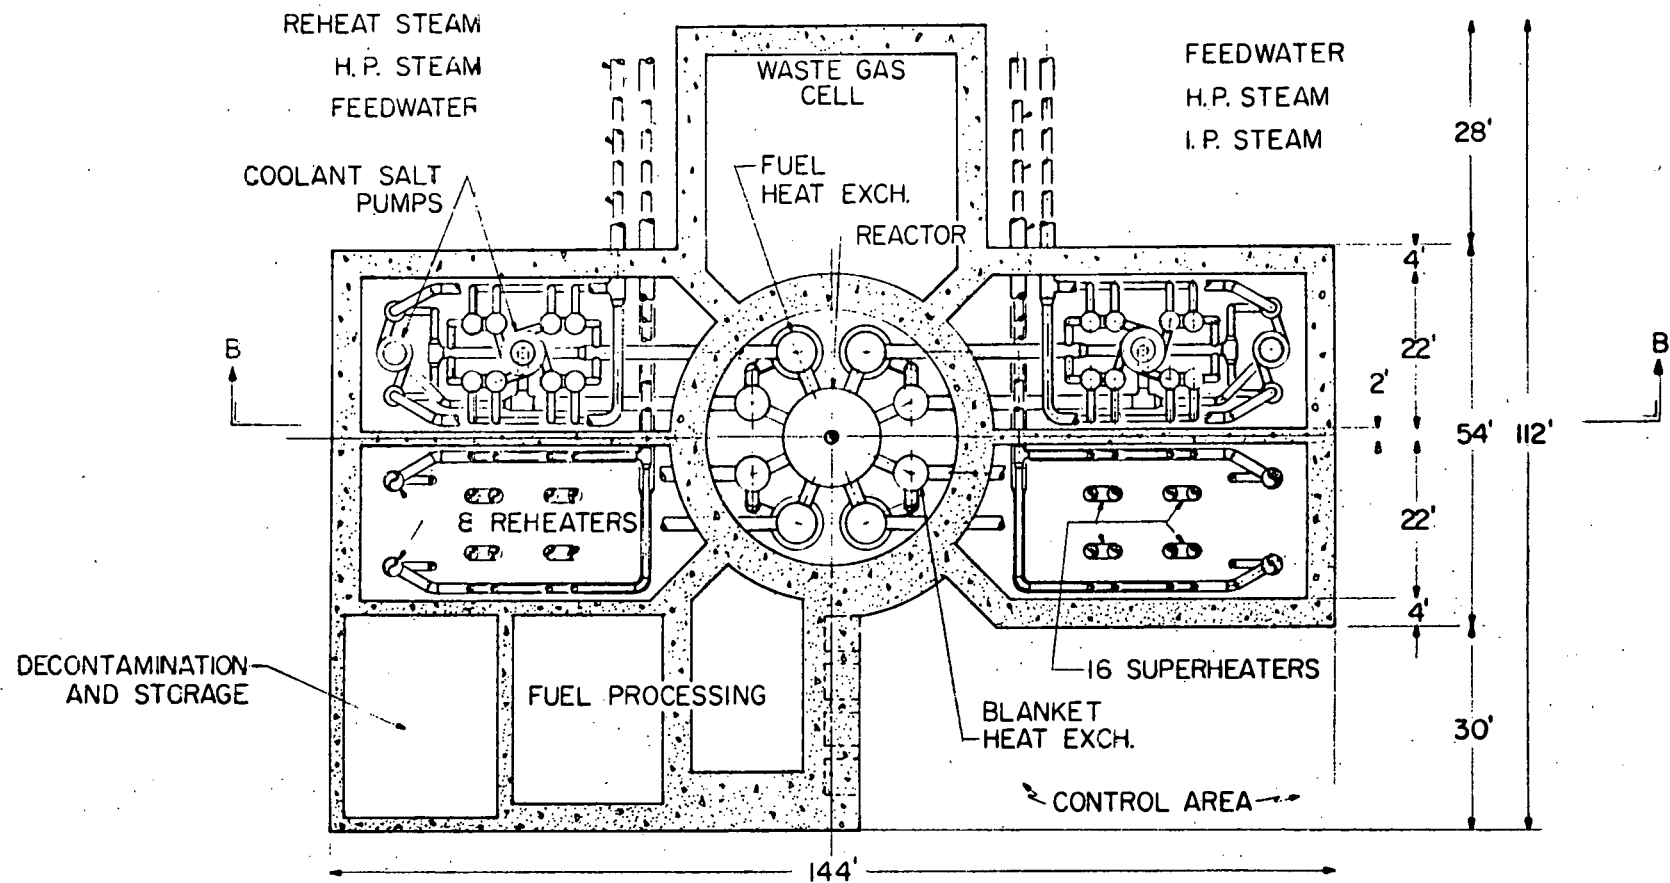 REHEAT STEAM
H.P. STEAM
FEEDWATER
WASTE GAS
CELL
FEEDWATER
H.P. STEAM
I.P. STEAM
28'
COOLANT SALT
PUMPS
FUEL
HEAT EXCH.
REACTOR
4'
22'
B
B
2'
54'
112'
8 REHEATERS
22'
4'
DECONTAMINATION
AND STORAGE
FUEL PROCESSING
16 SUPERHEATERS
BLANKET
HEAT EXCH.
30'
CONTROL AREA
144'